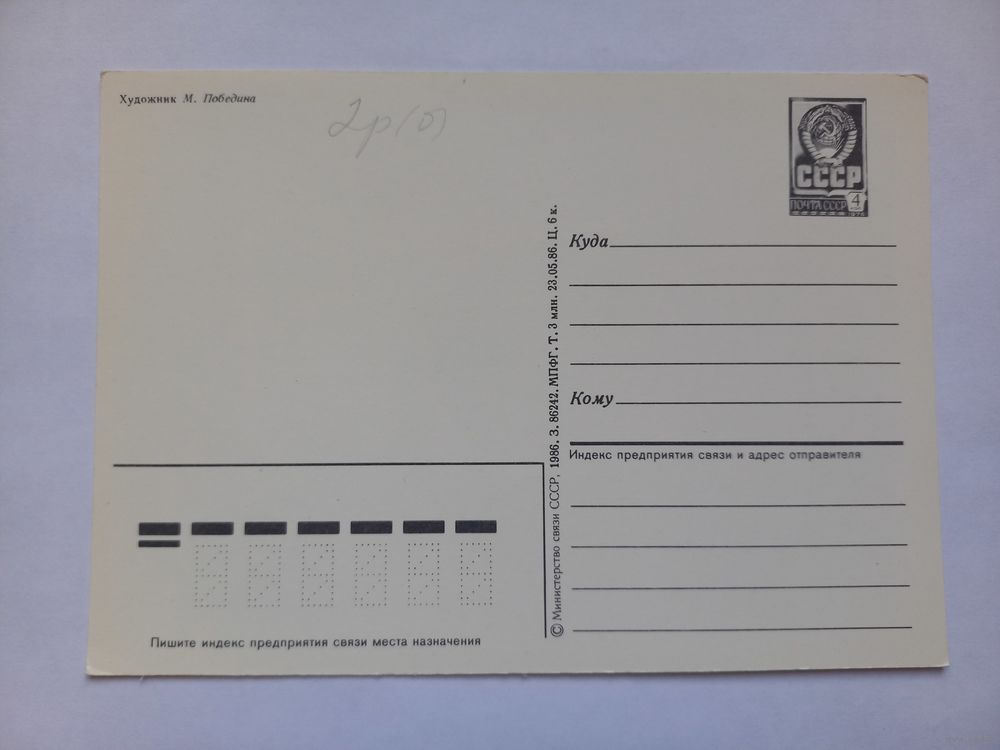 Художник М. Победина
2р(0)
СССР
ПОЧТА СССР 4
1976
Куда
Кому
Индекс предприятия связи и адрес отправителя
© Министерство связи СССР, 1986. З. 86242. МПФГ. Т. 3 млн. 23.05.86. Ц. 6 к.
Пишите индекс предприятия связи места назначения